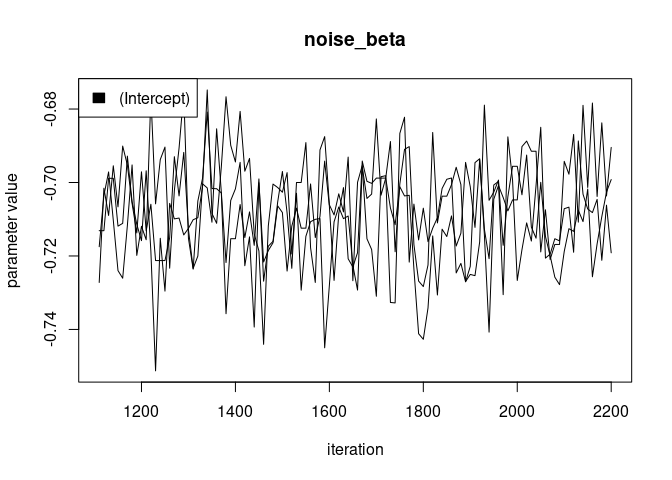 noise_beta
(Intercept)
parameter value
-0.68
-0.70
-0.72
-0.74
1200 1400 1600 1800 2000 2200
iteration